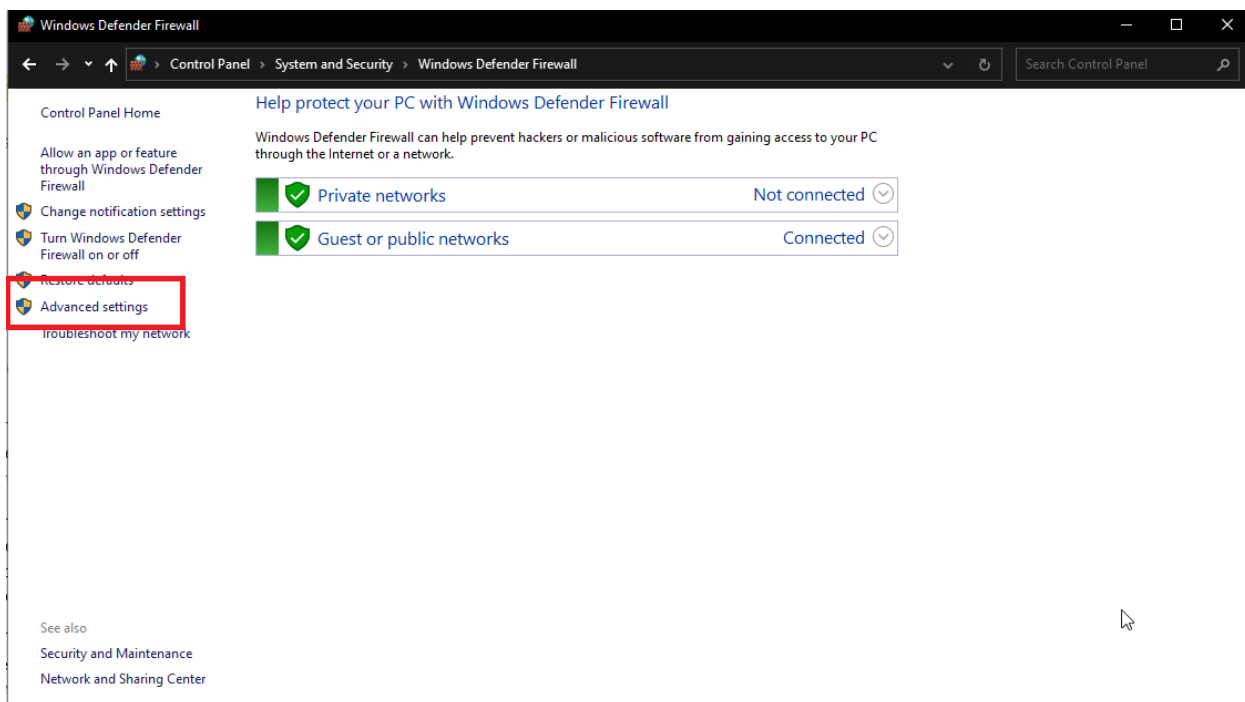 Windows Defender Firewall
Control Panel > System and Security > Windows Defender Firewall
Search Control Panel
Control Panel Home
Allow an app or feature
through Windows Defender
Firewall
Change notification settings
Turn Windows Defender
Firewall on or off
Restore defaults
Advanced settings
Troubleshoot my network
See also
Security and Maintenance
Network and Sharing Center
Help protect your PC with Windows Defender Firewall
Windows Defender Firewall can help prevent hackers or malicious software from gaining access to your PC
through the Internet or a network.
Private networks Not connected
Guest or public networks Connected